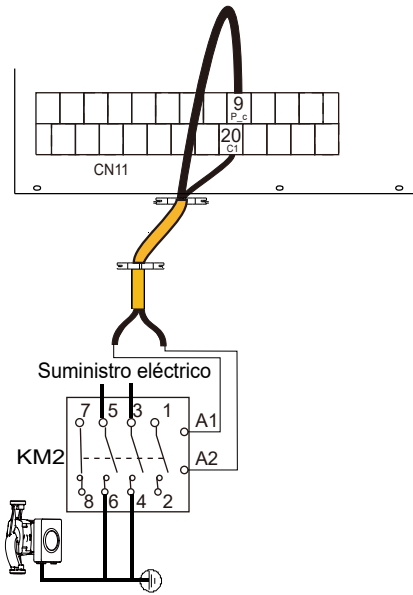 9
P_c
20
C1
CN11
Suministro eléctrico
7 5 3 1
A1
KM2
A2
8 6 4 2